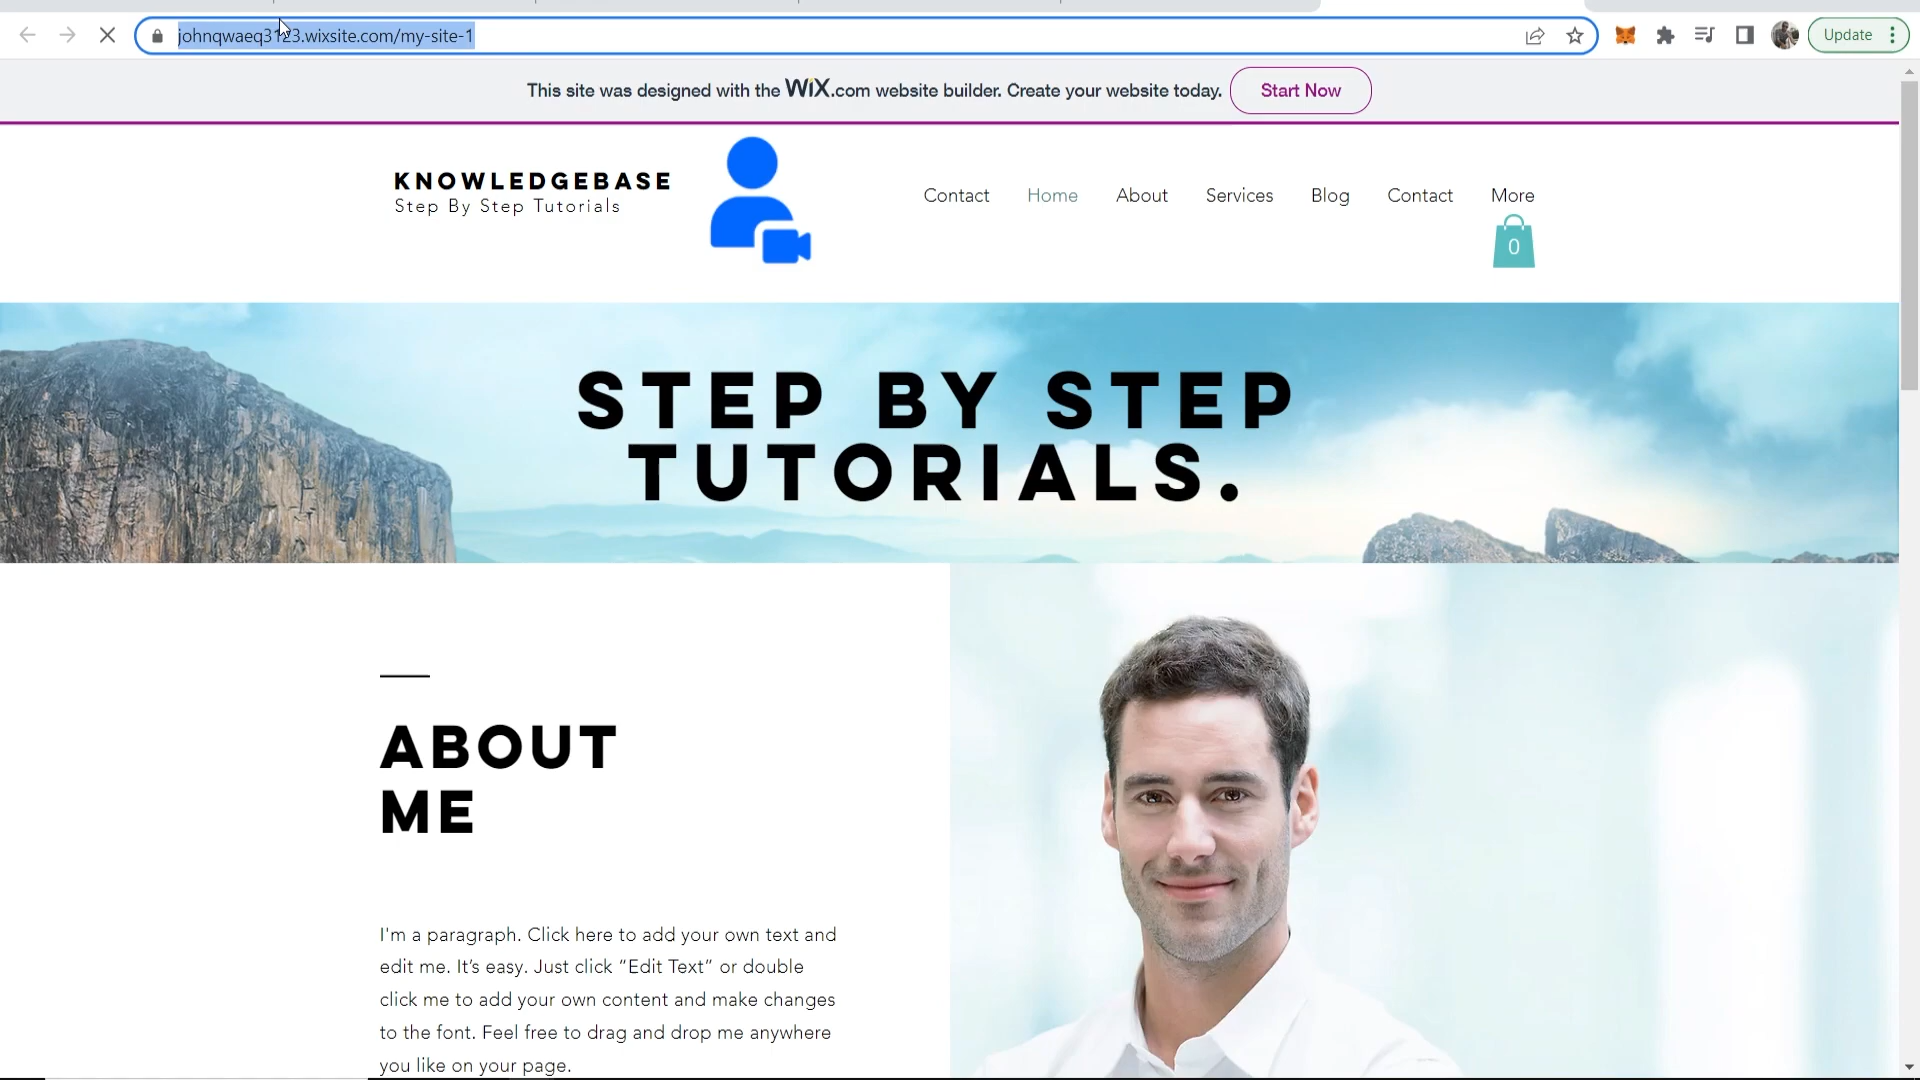 johnqwaeq3123.wixsite.com/my-site-1
Update
This site was designed with the WiX.com website builder. Create your website today.
Start Now
KNOWLEDGEBASE
Step By Step Tutorials
Contact Home About Services Blog Contact More
0
STEP BY STEP
TUTORIALS.
ABOUT
ME
I'm a paragraph. Click here to add your own text and
edit me. It’s easy. Just click “Edit Text” or double
click me to add your own content and make changes
to the font. Feel free to drag and drop me anywhere
you like on your page.